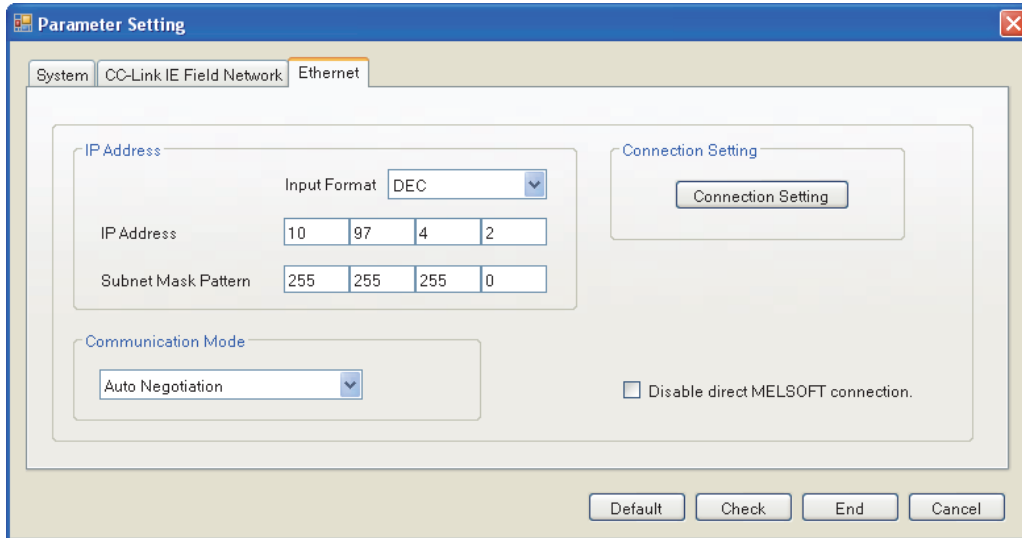 Parameter Setting
System CC-Link IE Field Network Ethernet
IP Address
Input Format DEC
IP Address 10 97 4 2
Subnet Mask Pattern 255 255 255 0
Connection Setting
Connection Setting
Communication Mode
Auto Negotiation
Disable direct MELSOFT connection.
Default Check End Cancel